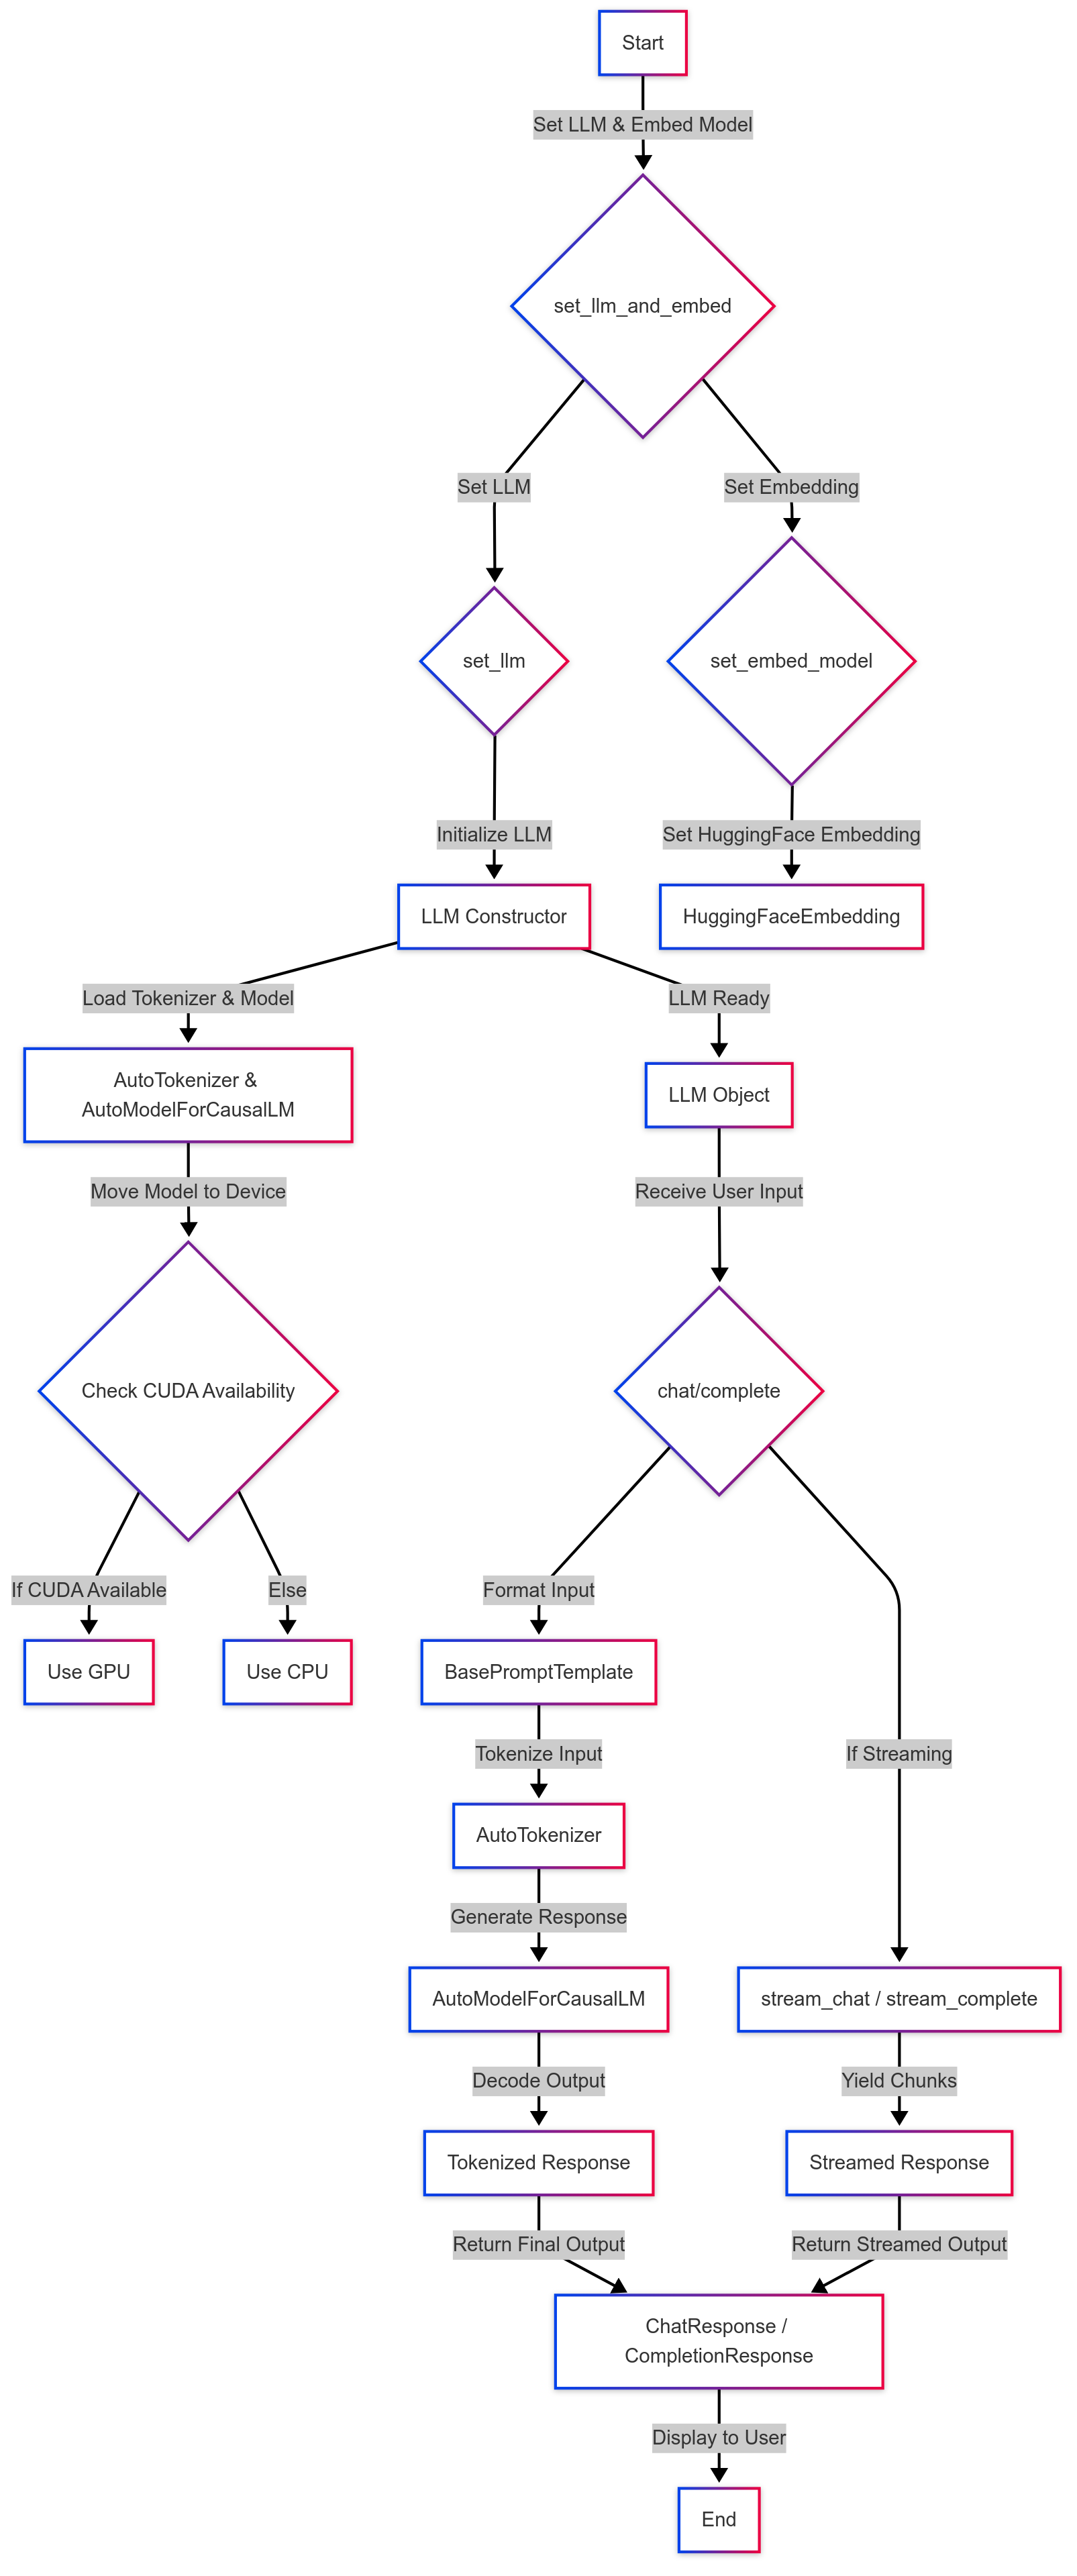 Start
Set LLM & Embed Model
set_llm_and_embed
Set LLM
Set Embedding
set_llm
set_embed_model
Initialize LLM
Set HuggingFace Embedding
LLM Constructor
HuggingFaceEmbedding
Load Tokenizer & Model
LLM Ready
AutoTokenizer &
AutoModelForCausalLM
LLM Object
Move Model to Device
Receive User Input
Check CUDA Availability
chat/complete
If CUDA Available
Else
Format Input
Use GPU
Use CPU
BasePromptTemplate
Tokenize Input
If Streaming
AutoTokenizer
Generate Response
AutoModelForCausalLM
stream_chat / stream_complete
Decode Output
Yield Chunks
Tokenized Response
Streamed Response
Return Final Output
Return Streamed Output
ChatResponse /
CompletionResponse
Display to User
End